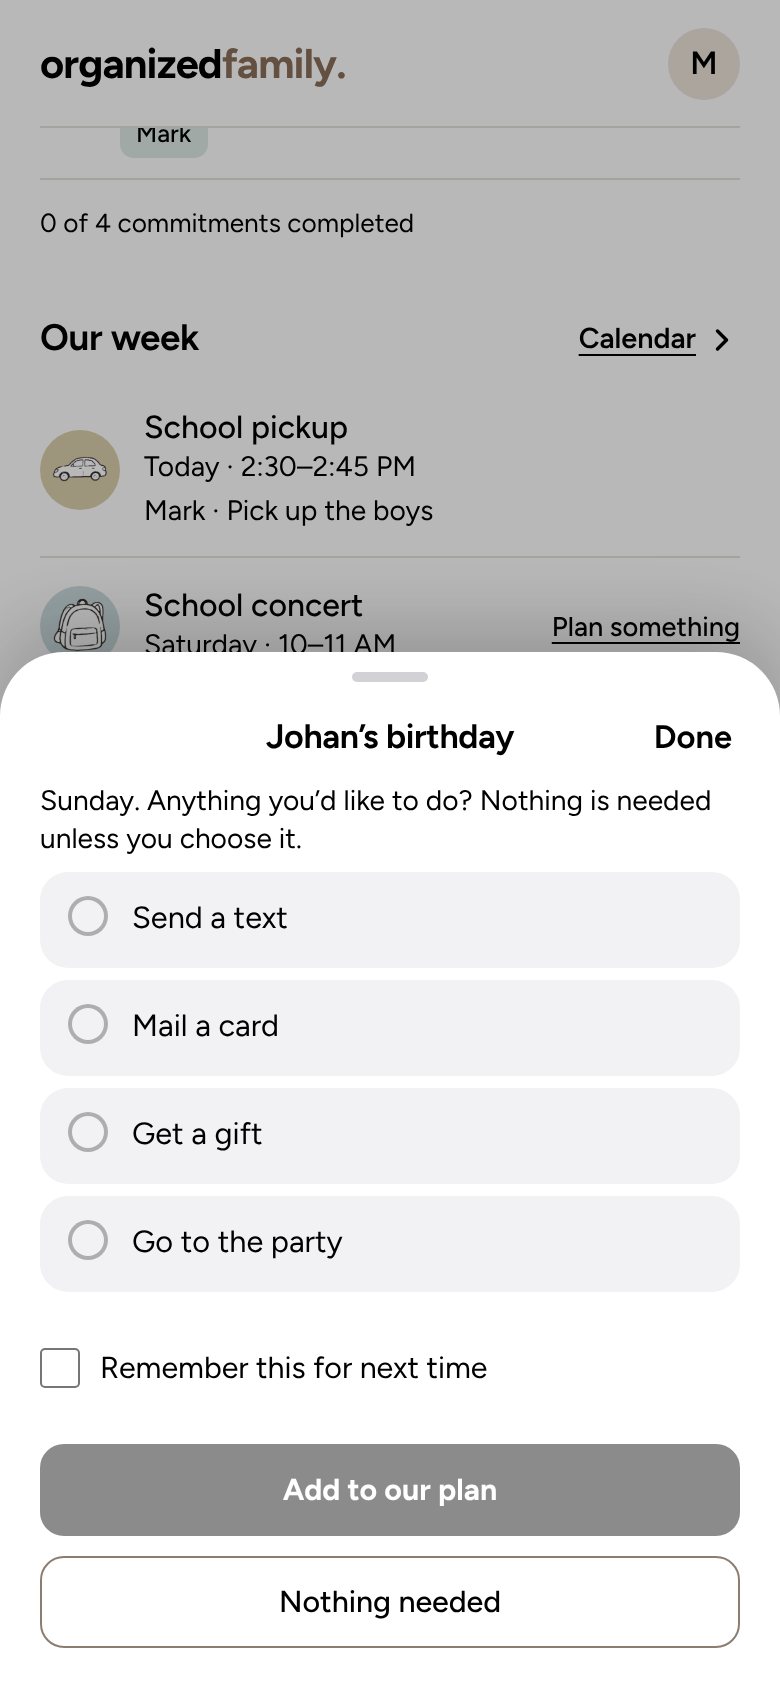 organizedfamily.
M
Mark
0 of 4 commitments completed
Our week
Calendar
School pickup
Today · 2:30–2:45 PM
Mark · Pick up the boys
School concert
Saturday · 10–11 AM
Plan something
Johan’s birthday
Done
Sunday. Anything you’d like to do? Nothing is needed
unless you choose it.
Send a text
Mail a card
Get a gift
Go to the party
Remember this for next time
Add to our plan
Nothing needed